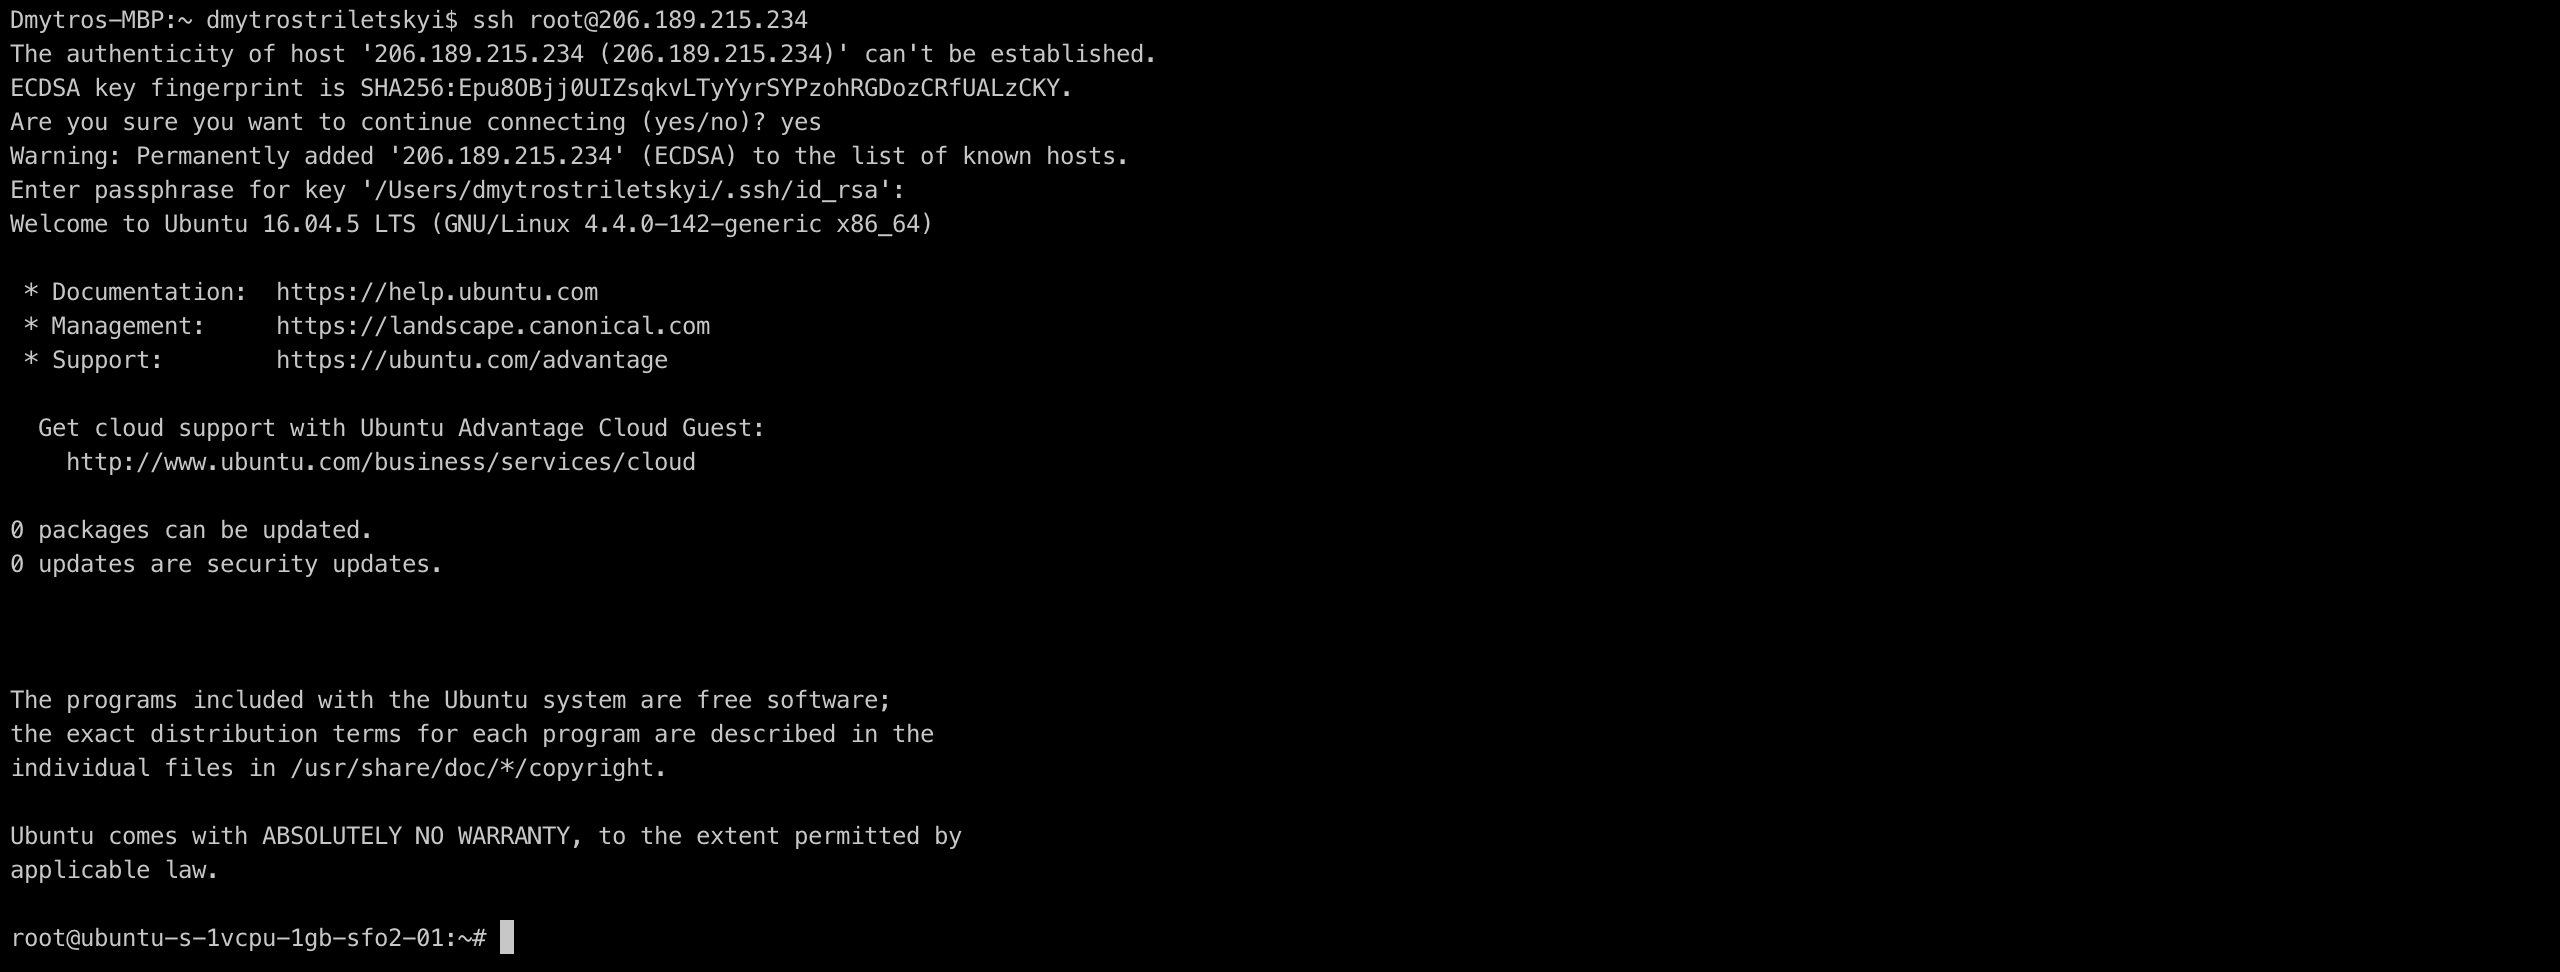 Dmytros-MBP:~ dmytrostriletskyi$ ssh root@206.189.215.234
The authenticity of host '206.189.215.234 (206.189.215.234)' can't be established.
ECDSA key fingerprint is SHA256:Epu8OBjj0UIZsqkvLTyYyrSYPzohRGDozCRfUALzCKY.
Are you sure you want to continue connecting (yes/no)? yes
Warning: Permanently added '206.189.215.234' (ECDSA) to the list of known hosts.
Enter passphrase for key '/Users/dmytrostriletskyi/.ssh/id_rsa':
Welcome to Ubuntu 16.04.5 LTS (GNU/Linux 4.4.0-142-generic x86_64)

 * Documentation:  https://help.ubuntu.com
 * Management:     https://landscape.canonical.com
 * Support:        https://ubuntu.com/advantage

  Get cloud support with Ubuntu Advantage Cloud Guest:
    http://www.ubuntu.com/business/services/cloud

0 packages can be updated.
0 updates are security updates.

The programs included with the Ubuntu system are free software;
the exact distribution terms for each program are described in the
individual files in /usr/share/doc/*/copyright.

Ubuntu comes with ABSOLUTELY NO WARRANTY, to the extent permitted by
applicable law.

root@ubuntu-s-1vcpu-1gb-sfo2-01:~#